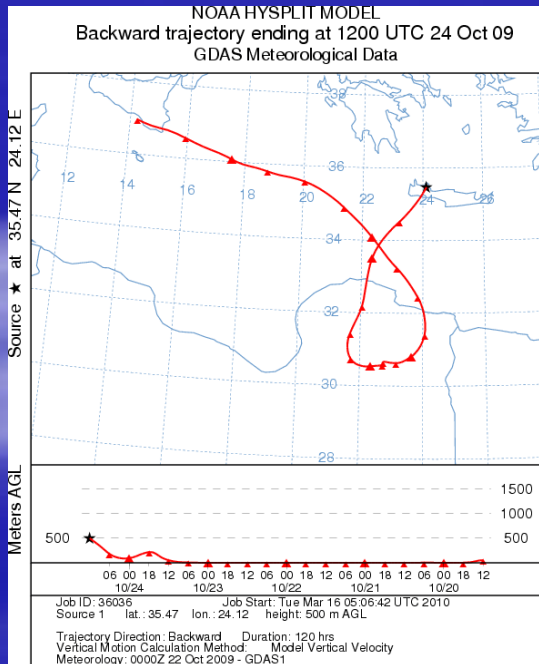 NOAA HYSPLIT MODEL
Backward trajectory ending at 1200 UTC 24 Oct 09
GDAS Meteorological Data
Source ★ at 35.47 N 24.12 E
38
36
12
14
16
18
20
22
24
26
34
32
30
28
Meters AGL
1500
1000
500
500
06 00 18 12 06 00 18 12 06 00 18 12 06 00 18 12 06 00 18 12
10/24 10/23 10/22 10/21 10/20
Job ID: 36036 Job Start: Tue Mar 16 05:06:42 UTC 2010
Source 1 lat.: 35.47 lon.: 24.12 height: 500 m AGL
Trajectory Direction: Backward Duration: 120 hrs
Vertical Motion Calculation Method: Model Vertical Velocity
Meteorology: 0000Z 22 Oct 2009 - GDAS1